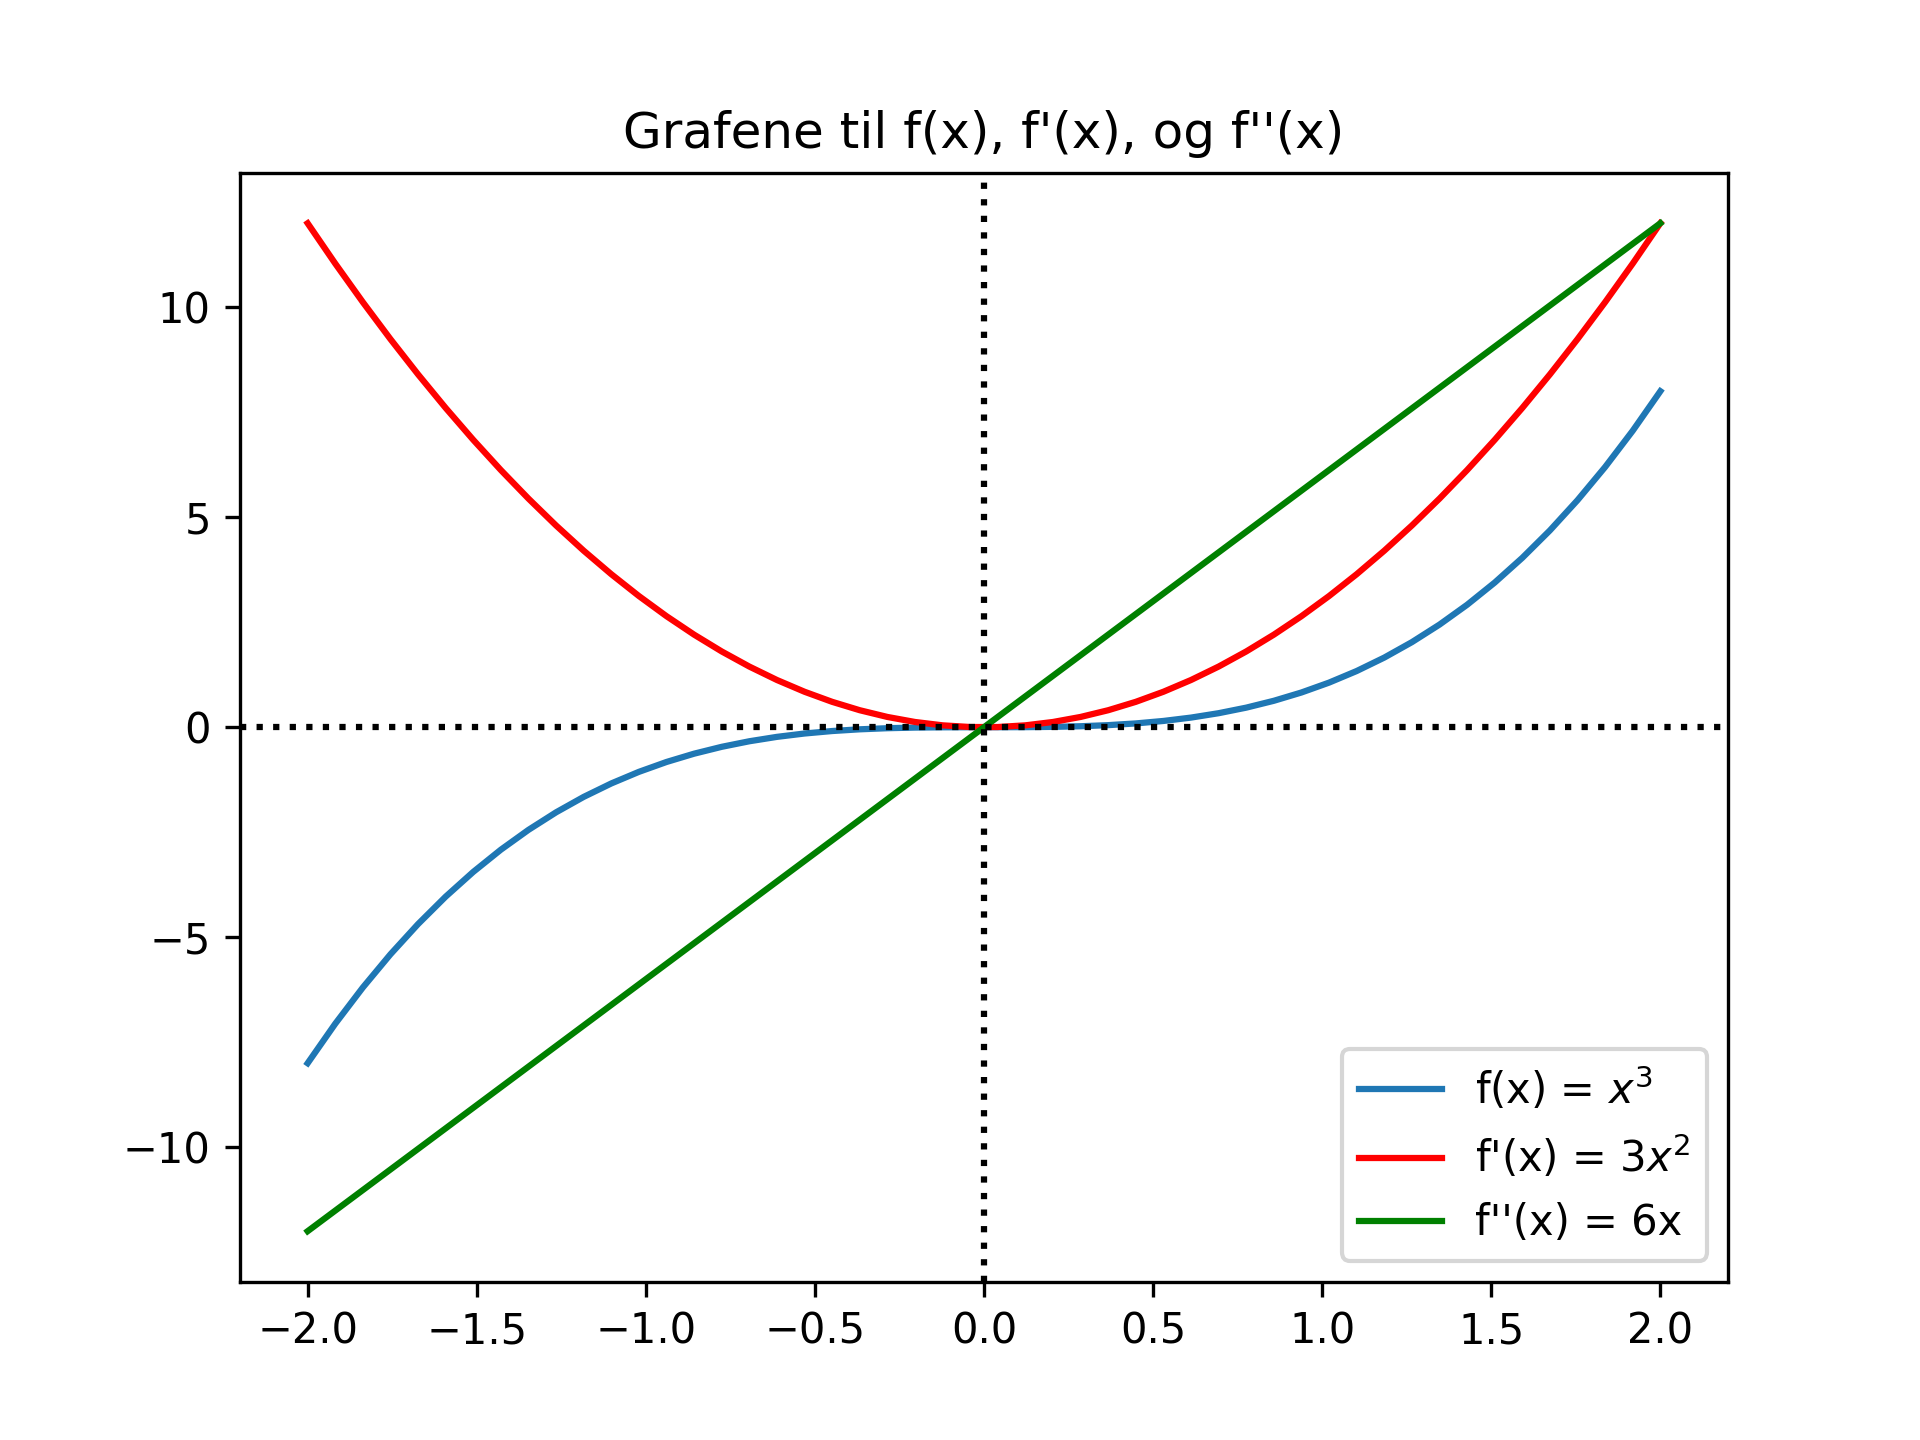 Grafene til f(x), f'(x), og f''(x)
10
5
0
−5
−10
−2.0 −1.5 −1.0 −0.5 0.0 0.5 1.0 1.5 2.0
f(x) = x³
f'(x) = 3x²
f''(x) = 6x